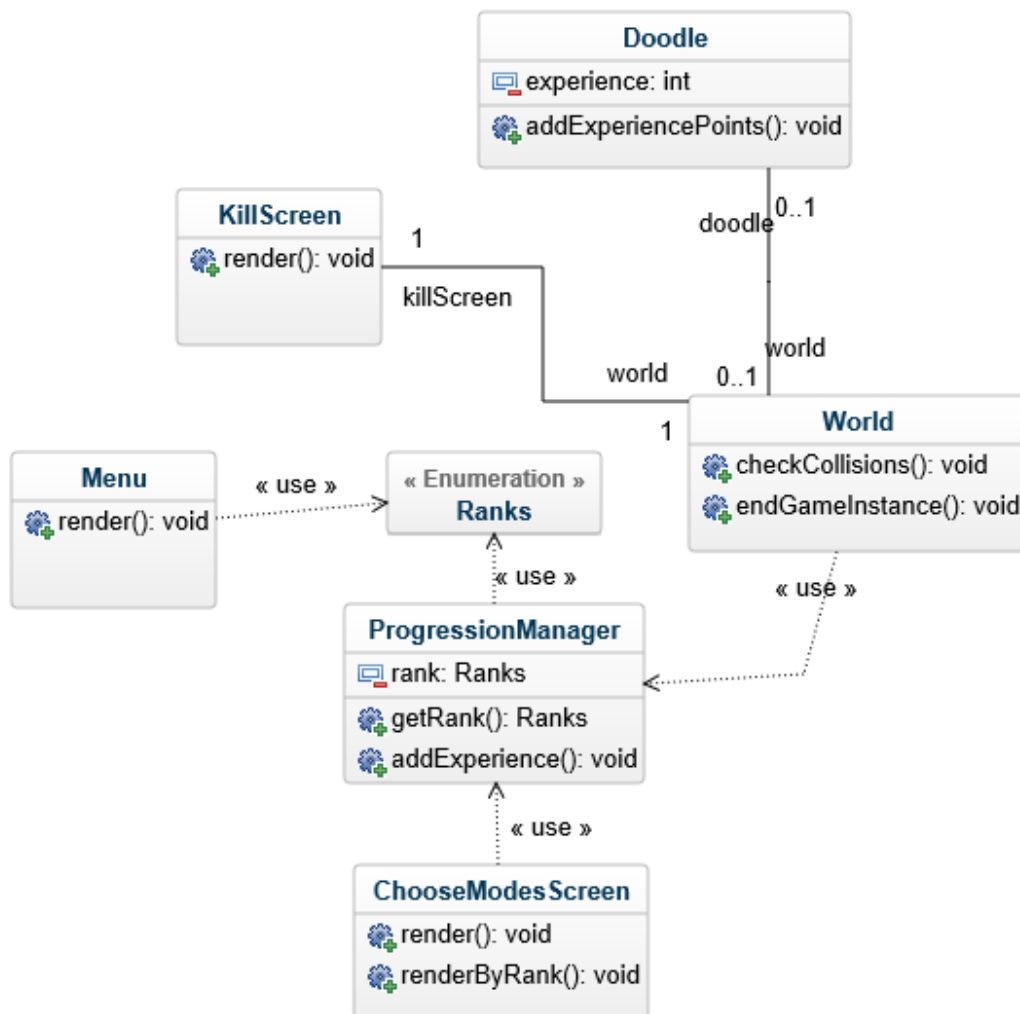 Doodle
experience: int
addExperiencePoints(): void
0..1
doodle
KillScreen
render(): void
1
killScreen
world
world
0..1
1
World
checkCollisions(): void
endGameInstance(): void
Menu
render(): void
« use »
« Enumeration »
Ranks
« use »
« use »
ProgressionManager
rank: Ranks
getRank(): Ranks
addExperience(): void
« use »
ChooseModesScreen
render(): void
renderByRank(): void